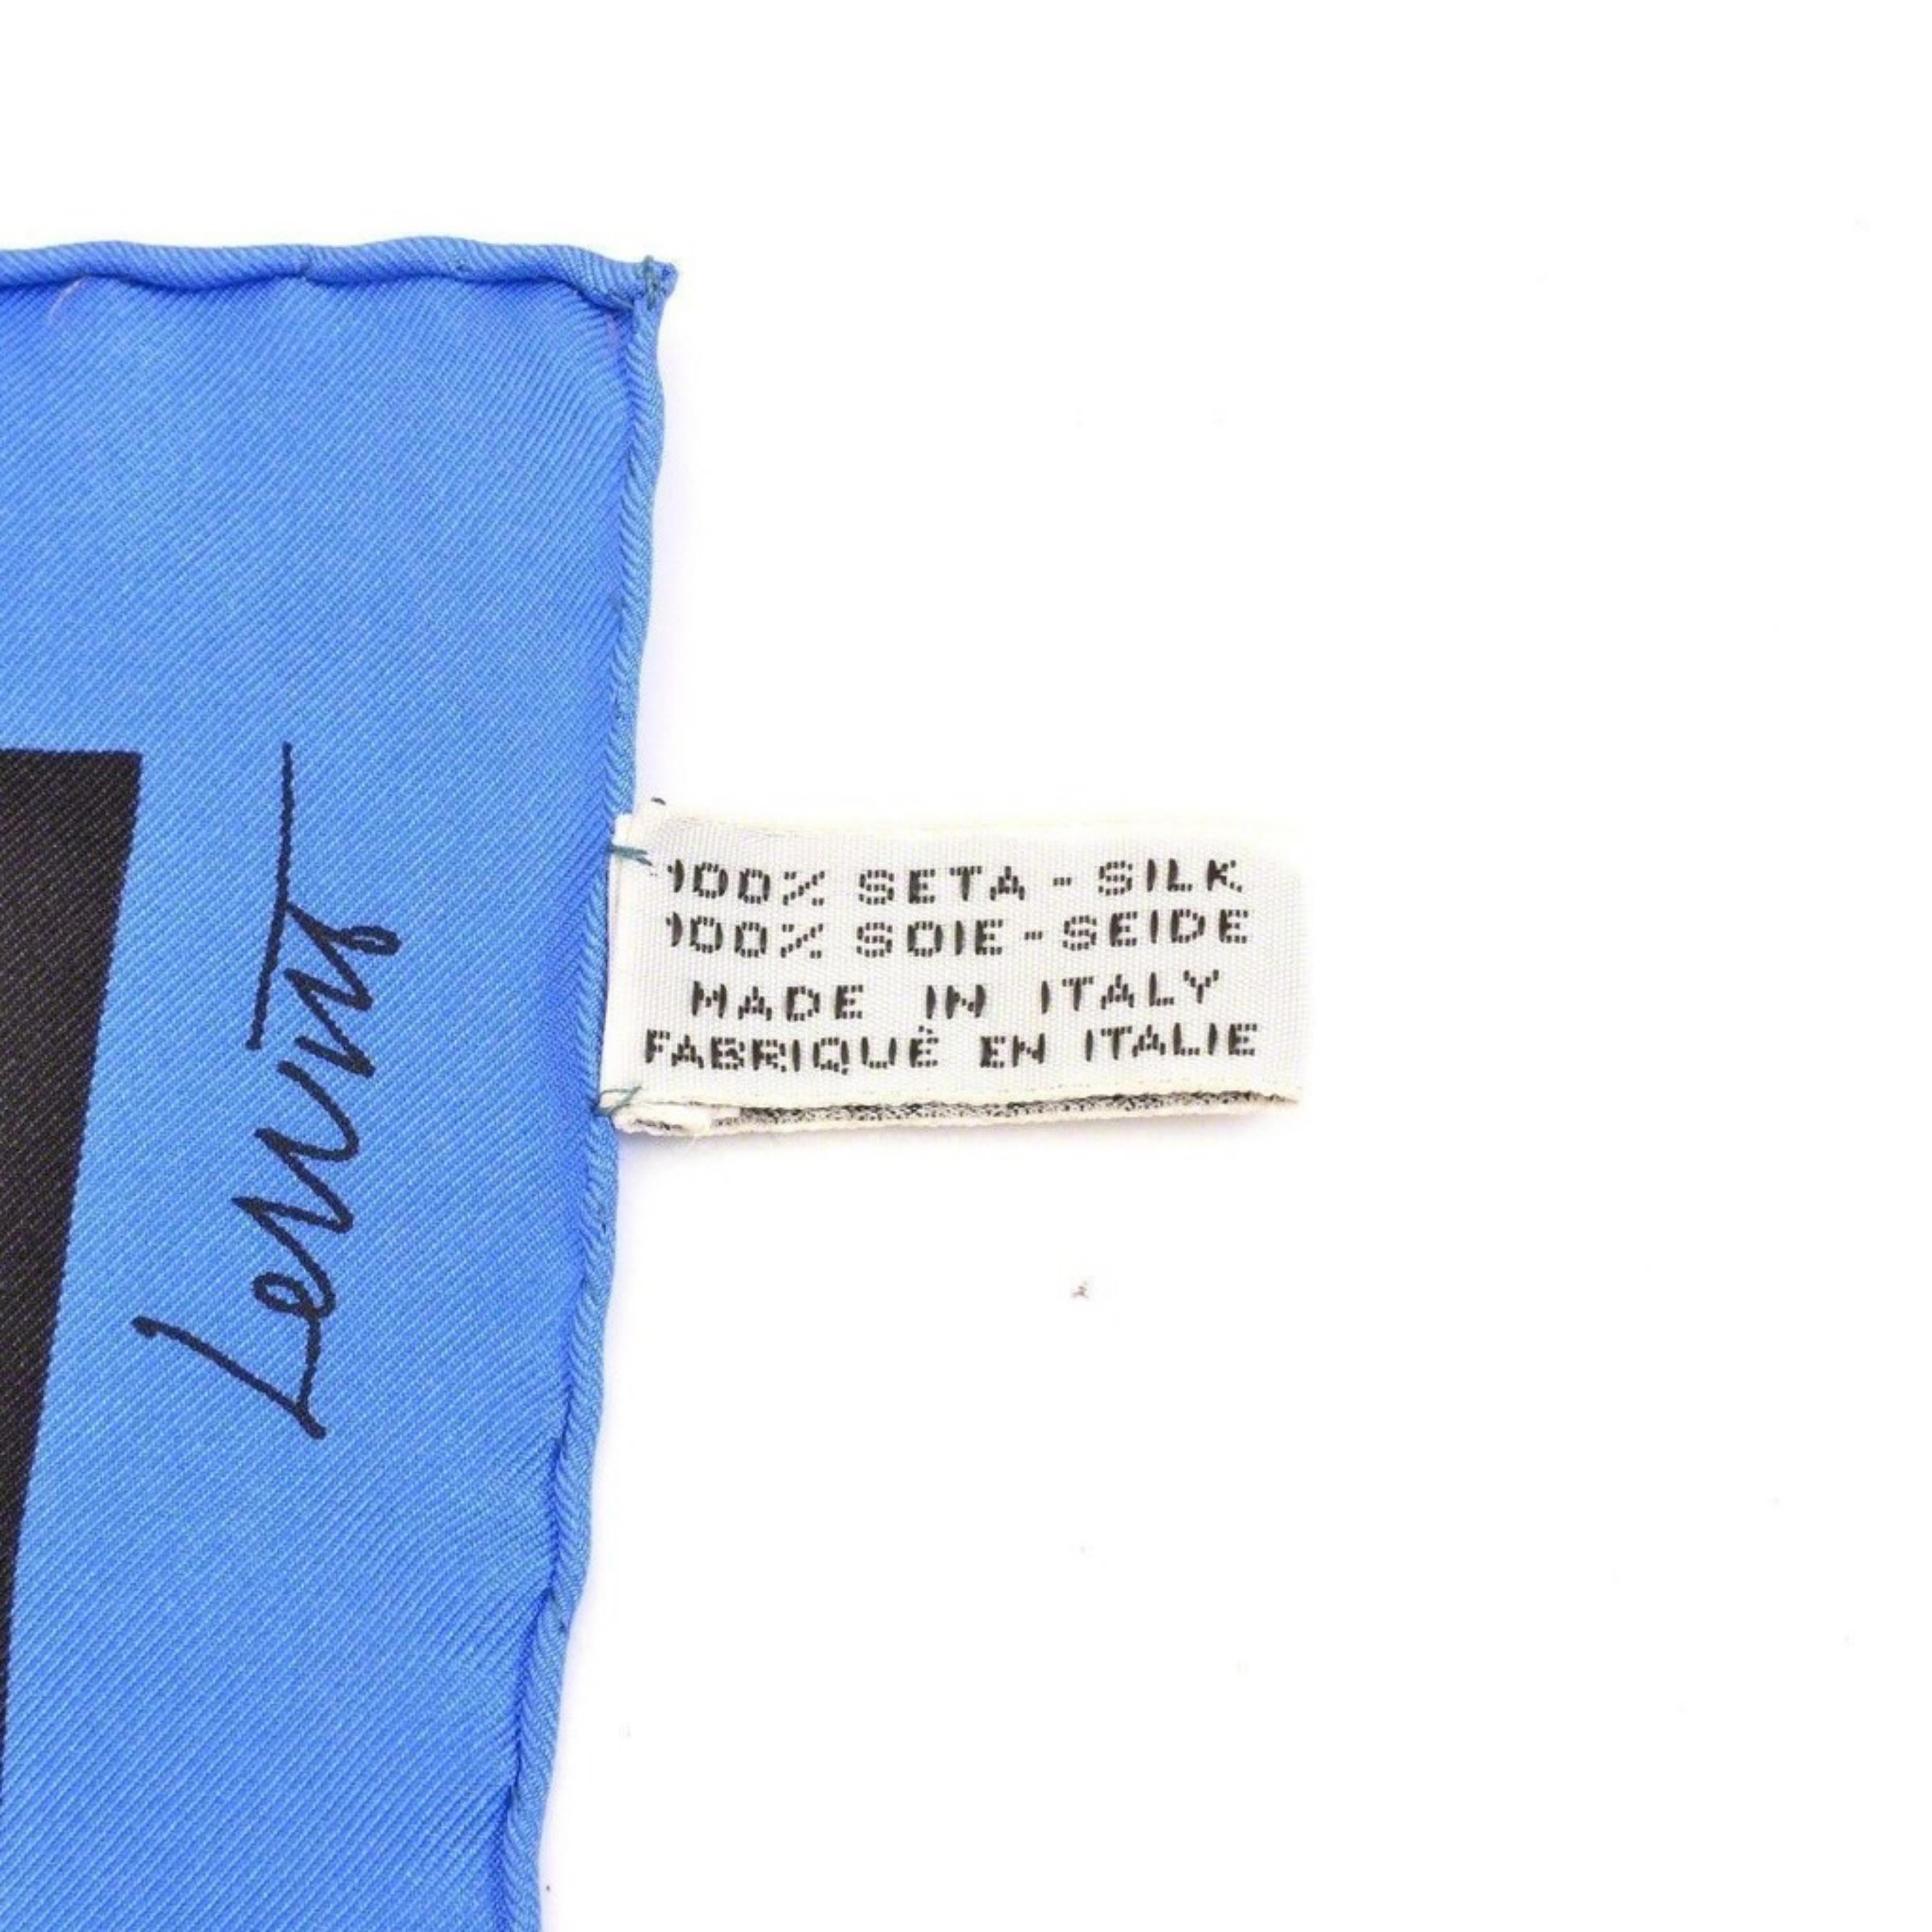 100% SETA - SILK
100% SOIE - SEIDE
MADE IN ITALY
FABRIQUÈ EN ITALIE